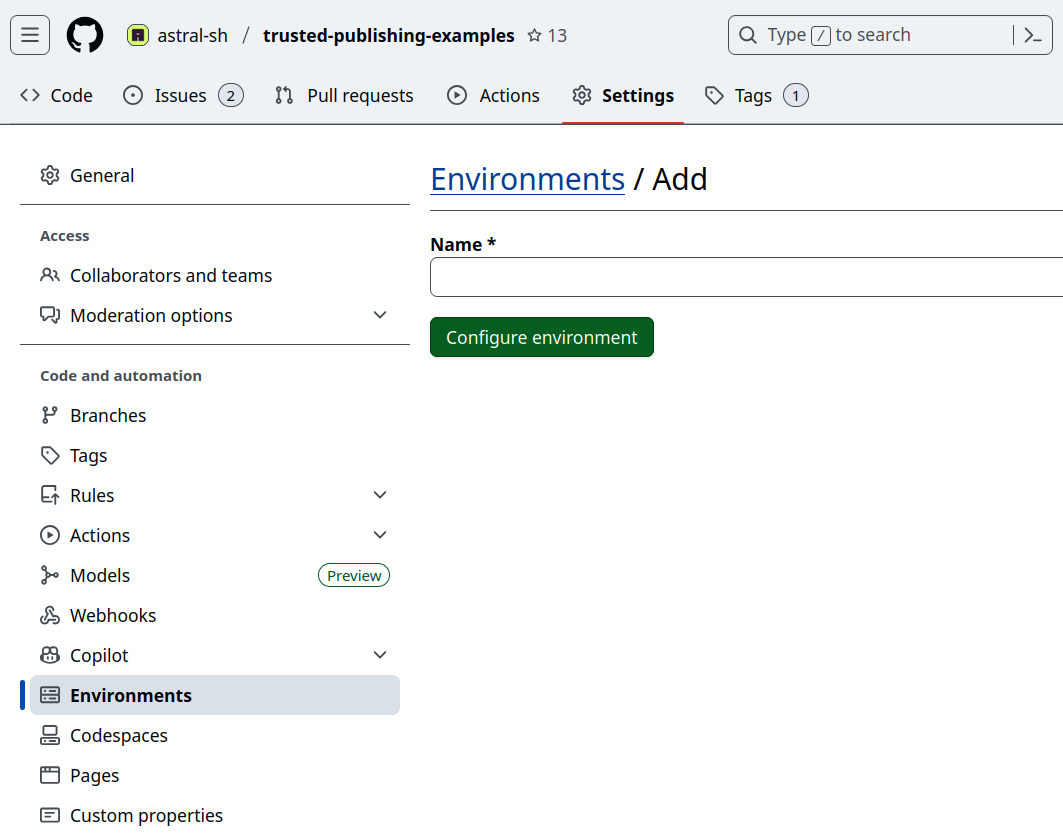 astral-sh / trusted-publishing-examples 13 Type / to search
Code Issues 2 Pull requests Actions Settings Tags 1
General
Access
Collaborators and teams
Moderation options
Code and automation
Branches
Tags
Rules
Actions
Models Preview
Webhooks
Copilot
Environments
Codespaces
Pages
Custom properties
Environments / Add
Name *
Configure environment